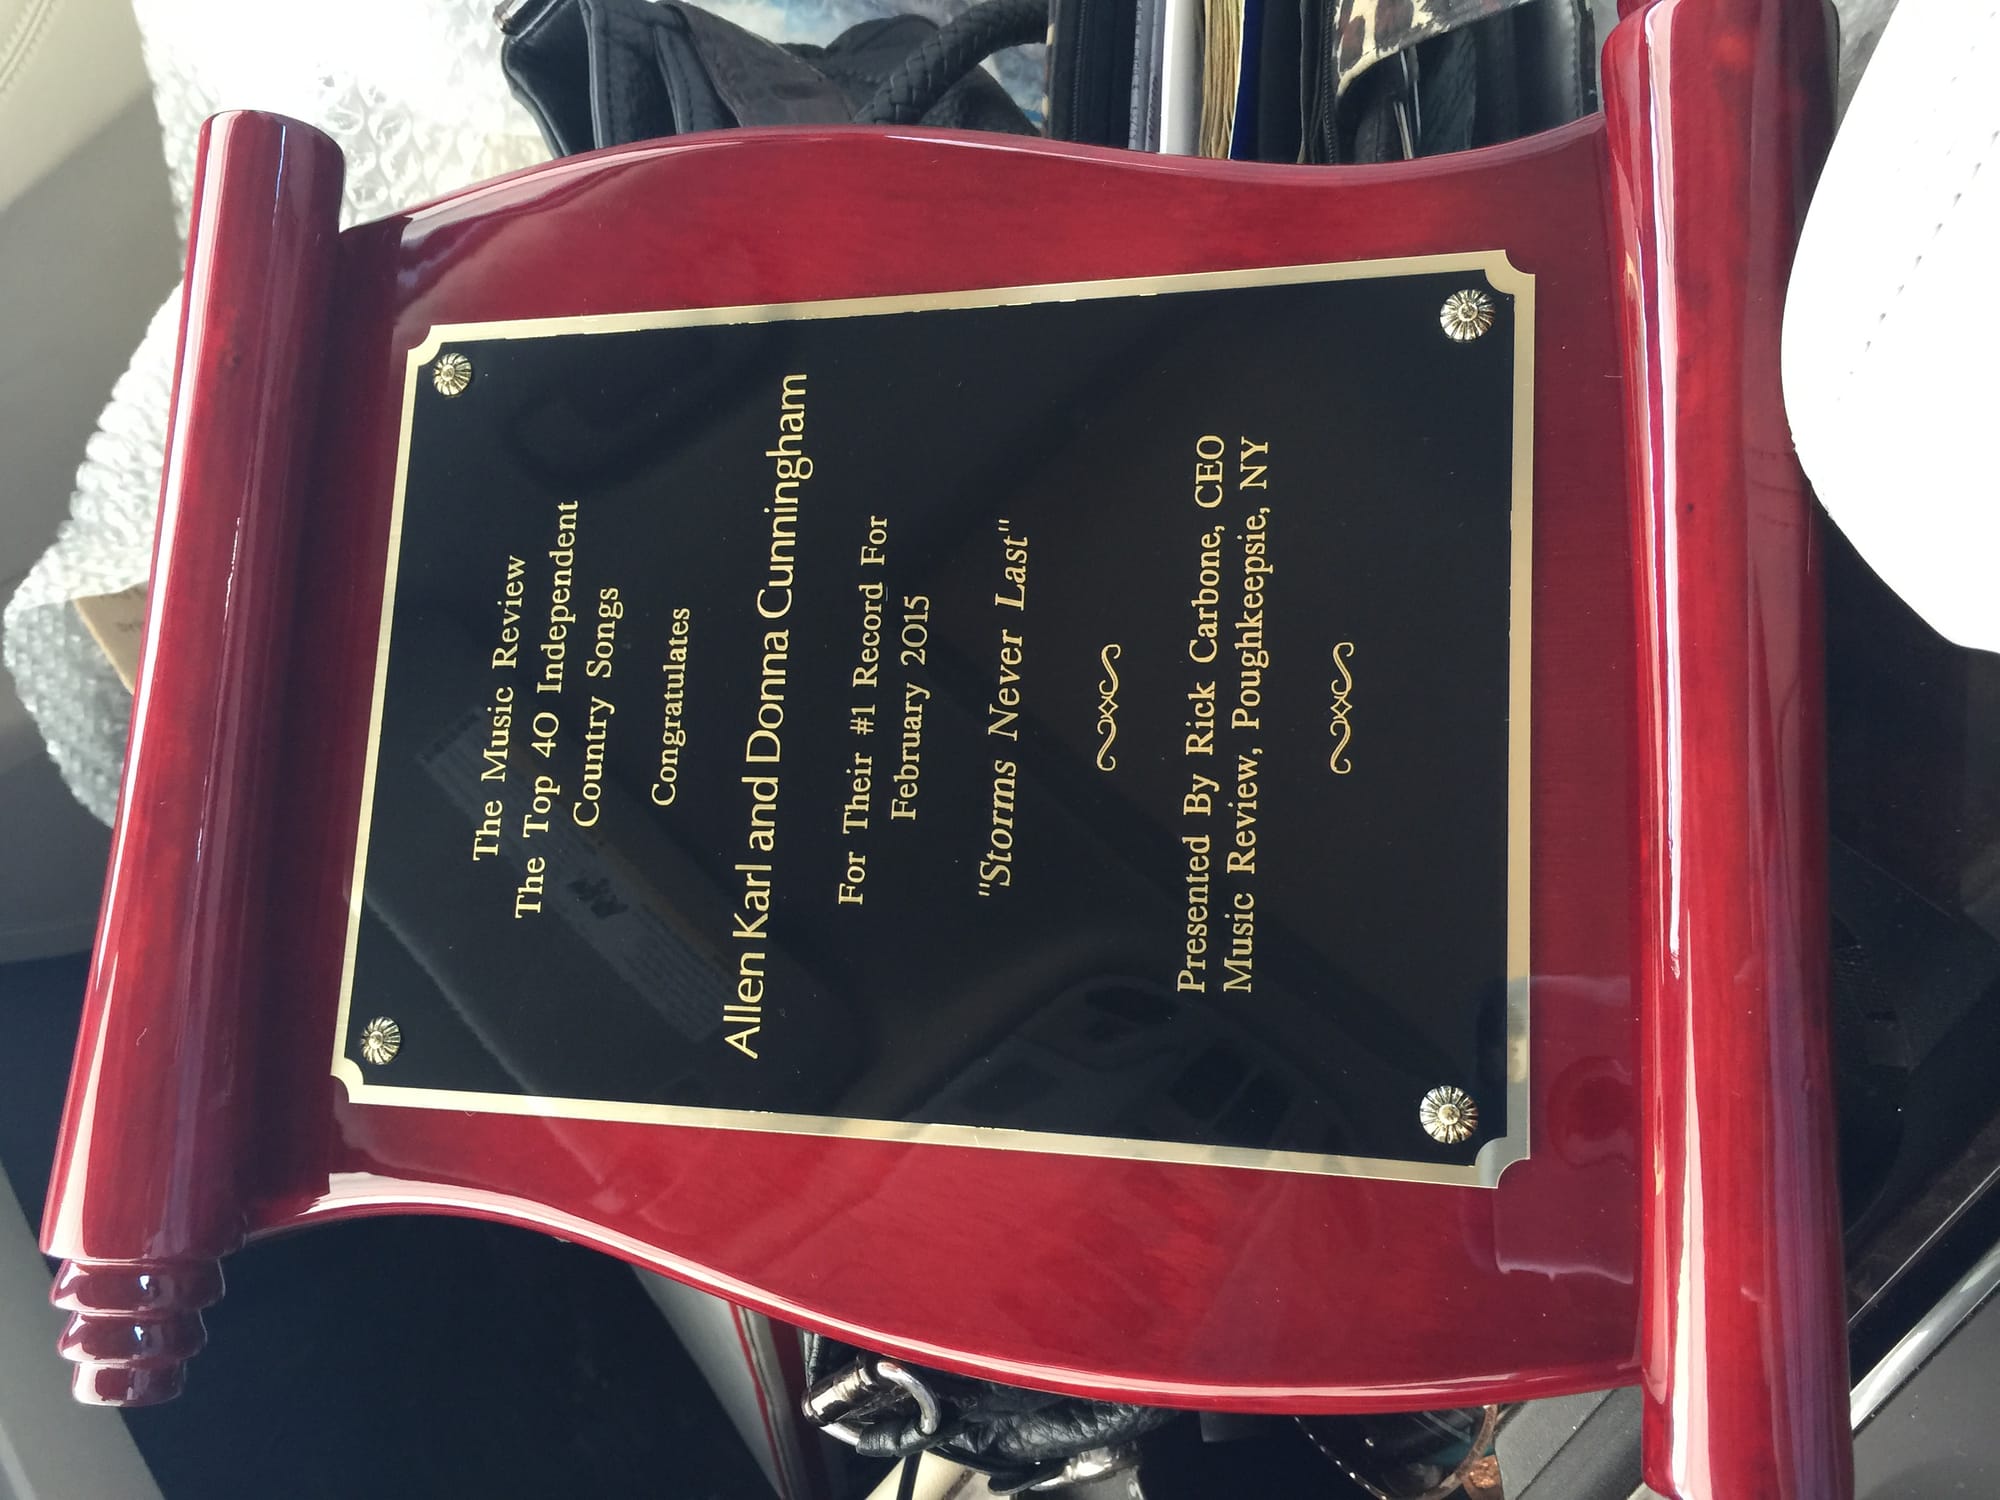 The Music Review
The Top 40 Independent
Country Songs
Congratulates
Allen Karl and Donna Cunningham
For Their #1 Record For
February 2015
"Storms Never Last"
Presented By Rick Carbone, CEO
Music Review, Poughkeepsie, NY